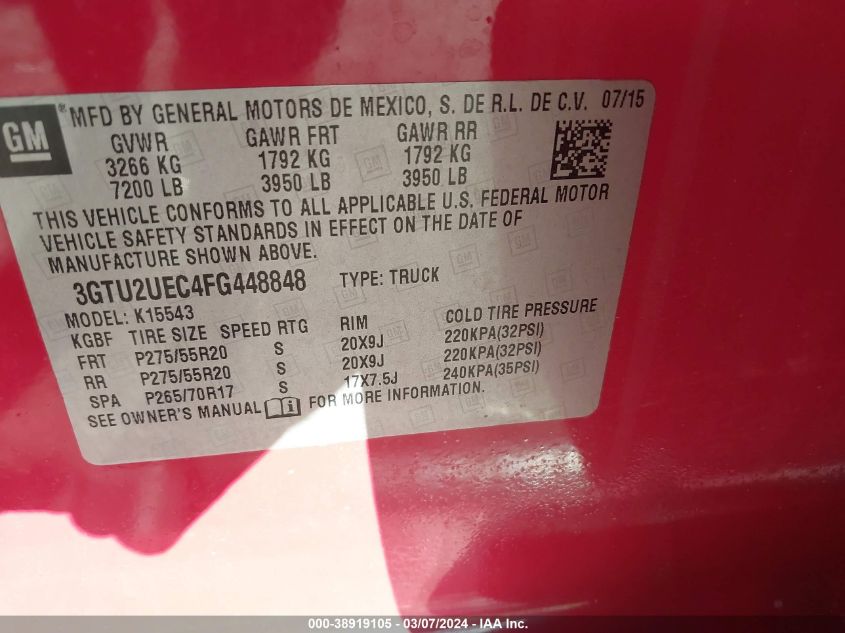 GM® MFD BY GENERAL MOTORS DE MEXICO, S. DE R.L. DE C.V. 07/15
GVWR GAWR FRT GAWR RR
3266 KG 1792 KG 1792 KG
7200 LB 3950 LB 3950 LB
THIS VEHICLE CONFORMS TO ALL APPLICABLE U.S. FEDERAL MOTOR
VEHICLE SAFETY STANDARDS IN EFFECT ON THE DATE OF
MANUFACTURE SHOWN ABOVE.
3GTU2UEC4FG448848 TYPE: TRUCK
MODEL: K15543
KGBF TIRE SIZE SPEED RTG RIM COLD TIRE PRESSURE
FRT P275/55R20 S 20X9J 220KPA(32PSI)
RR P275/55R20 S 20X9J 220KPA(32PSI)
SPA P265/70R17 S 17X7.5J 240KPA(35PSI)
SEE OWNER'S MANUAL FOR MORE INFORMATION.
000-38919105 - 03/07/2024 - IAA Inc.